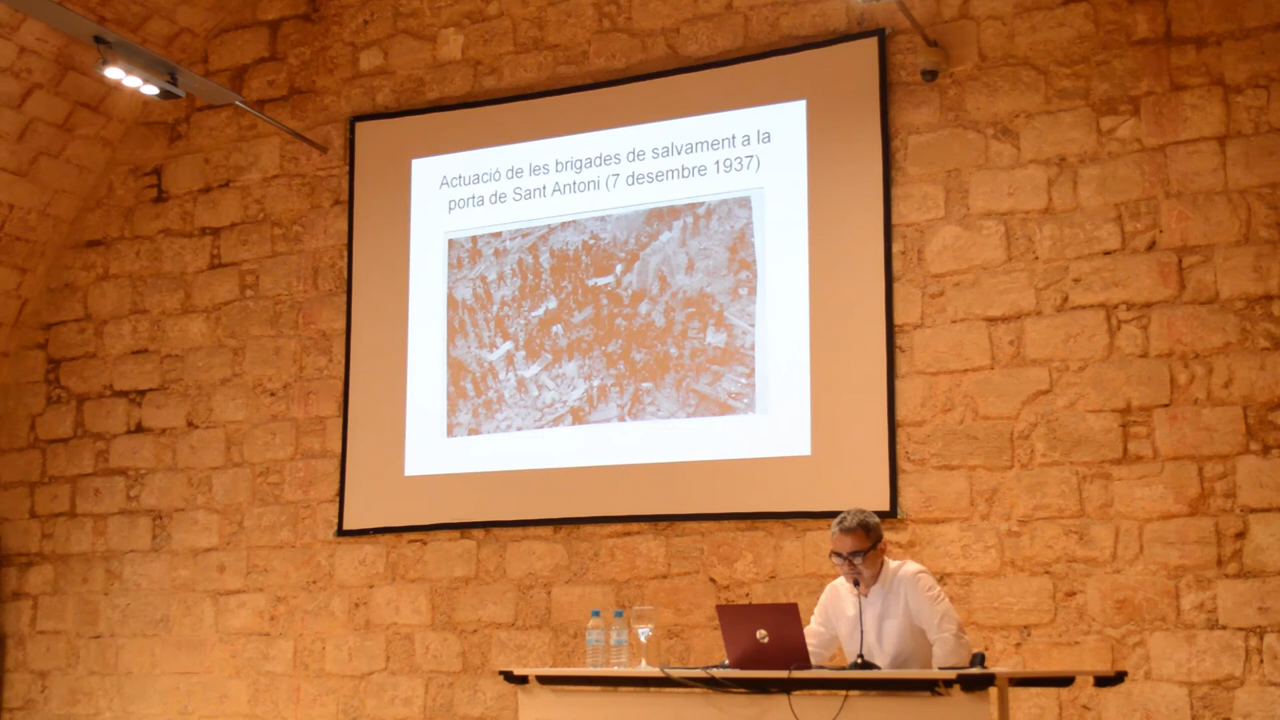 Actuació de les brigades de salvament a la
porta de Sant Antoni (7 desembre 1937)